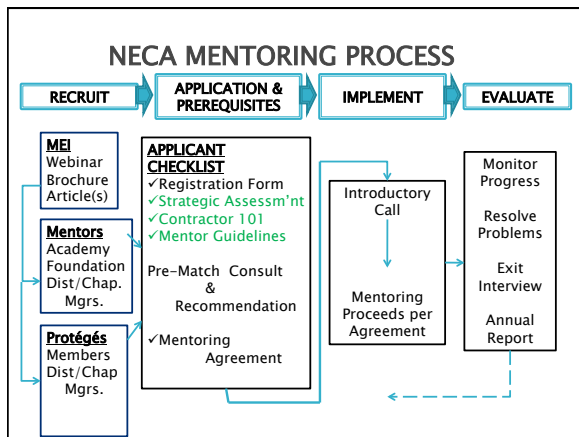 NECA MENTORING PROCESS
RECRUIT
APPLICATION &
PREREQUISITES
IMPLEMENT
EVALUATE
MEI
Webinar
Brochure
Article(s)
Mentors
Academy
Foundation
Dist/Chap.
Mgrs.
Protégés
Members
Dist/Chap
Mgrs.
APPLICANT
CHECKLIST
✓Registration Form
✓Strategic Assessm'nt
✓Contractor 101
✓Mentor Guidelines
Pre-Match Consult
&
Recommendation
✓Mentoring
Agreement
Introductory
Call
Mentoring
Proceeds per
Agreement
Monitor
Progress
Resolve
Problems
Exit
Interview
Annual
Report